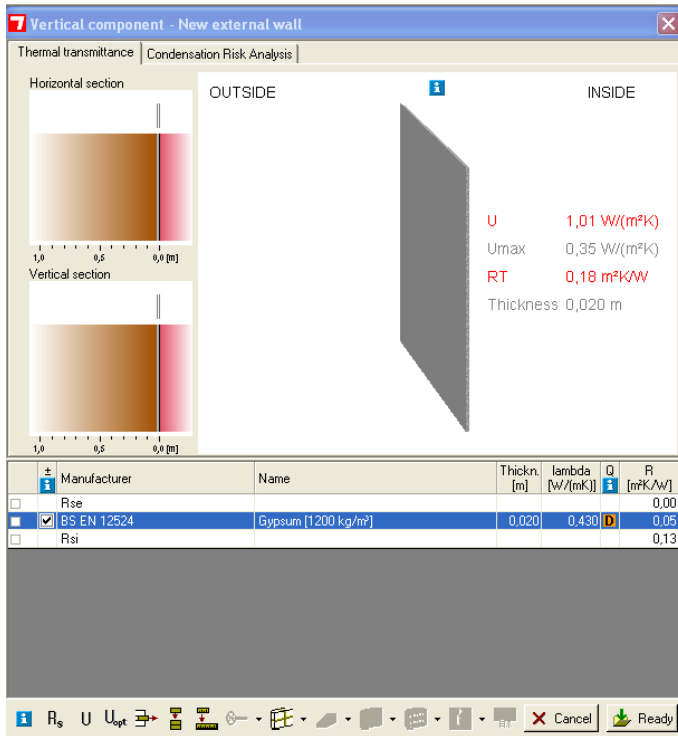 Vertical component - New external wall
Thermal transmittance Condensation Risk Analysis
Horizontal section
OUTSIDE i INSIDE
1,0 0,5 0,0 [m]
Vertical section
1,0 0,5 0,0 [m]
U 1,01 W/(m²K)
Umax 0,35 W/(m²K)
RT 0,18 m²K/W
Thickness 0,020 m
± i Manufacturer Name Thickn. [m] lambda [W/(mK)] Q i R [m²K/W]
Rse 0,00
BS EN 12524 Gypsum [1200 kg/m³] 0,020 0,430 D 0,05
Rsi 0,13
i Rs U Uopt Cancel Ready